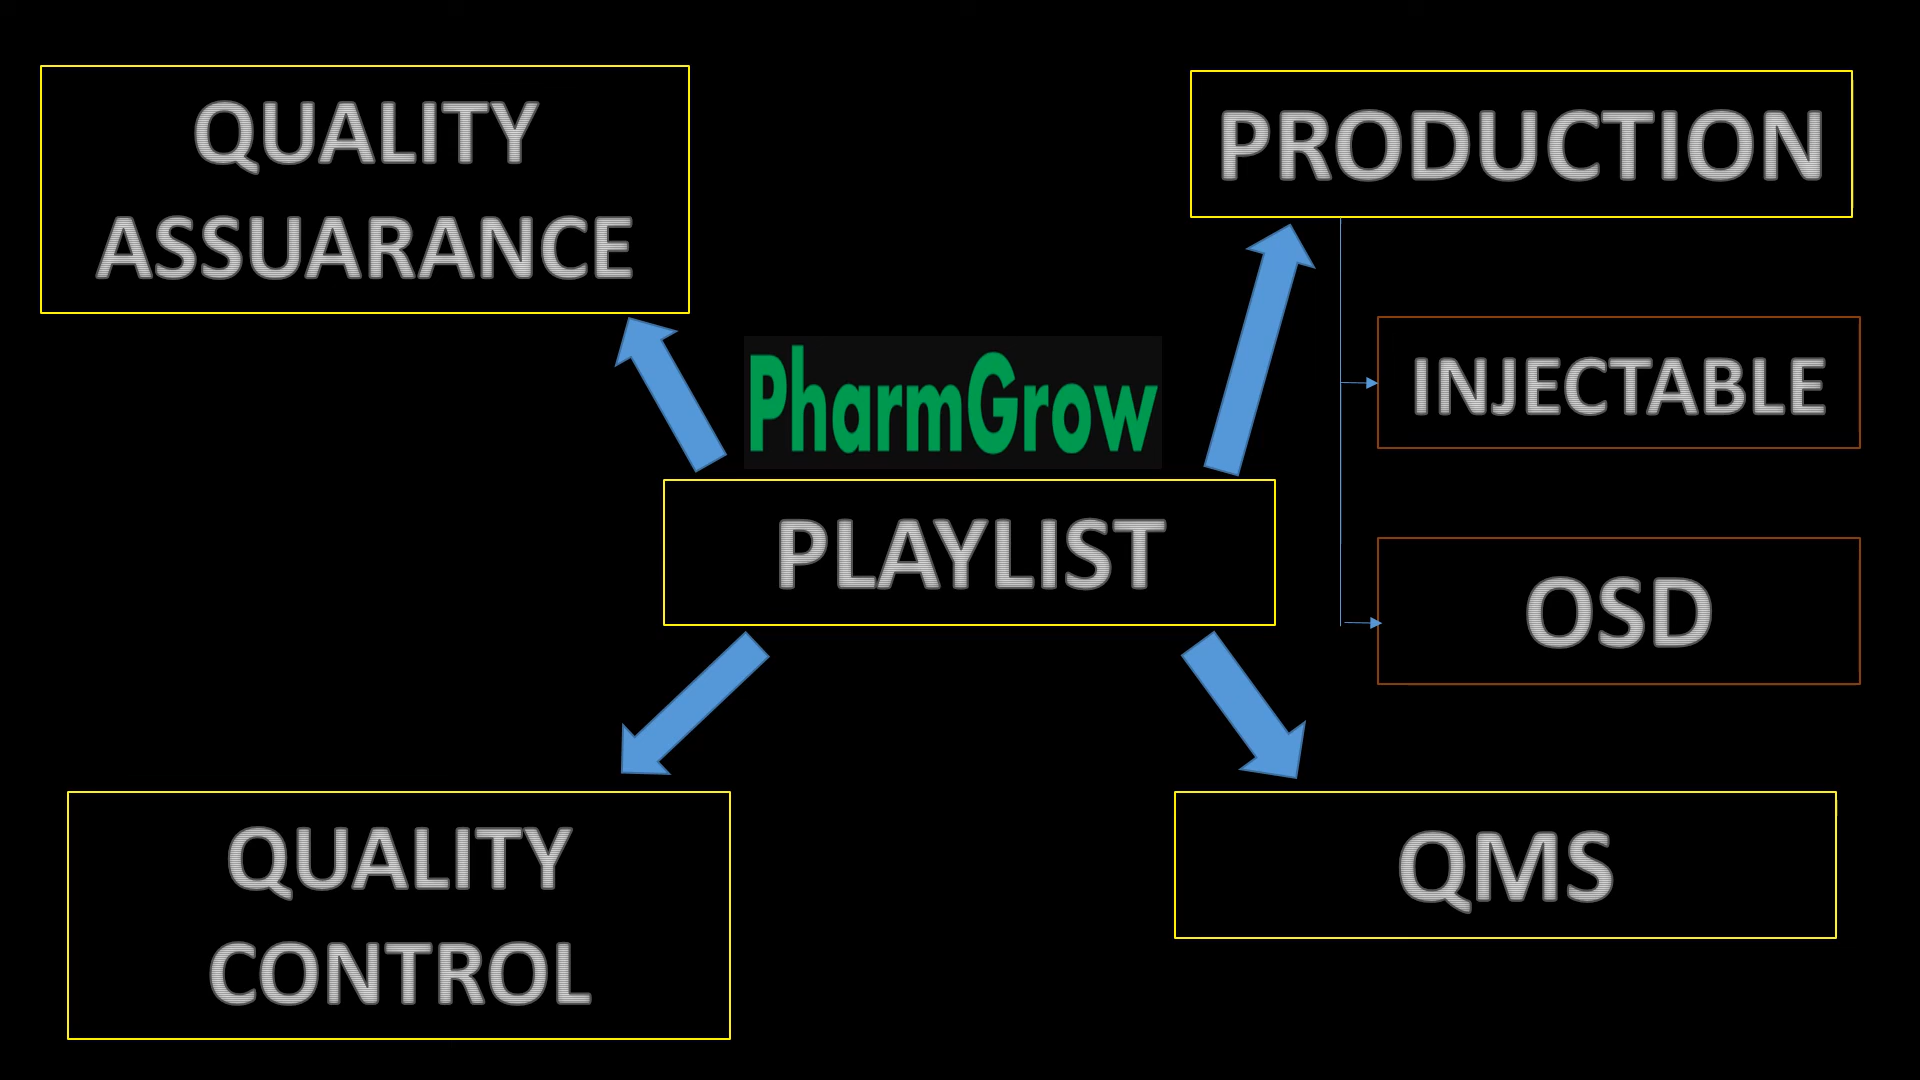 QUALITY
ASSUARANCE
PRODUCTION
INJECTABLE
PharmGrow
PLAYLIST
OSD
QUALITY
CONTROL
QMS